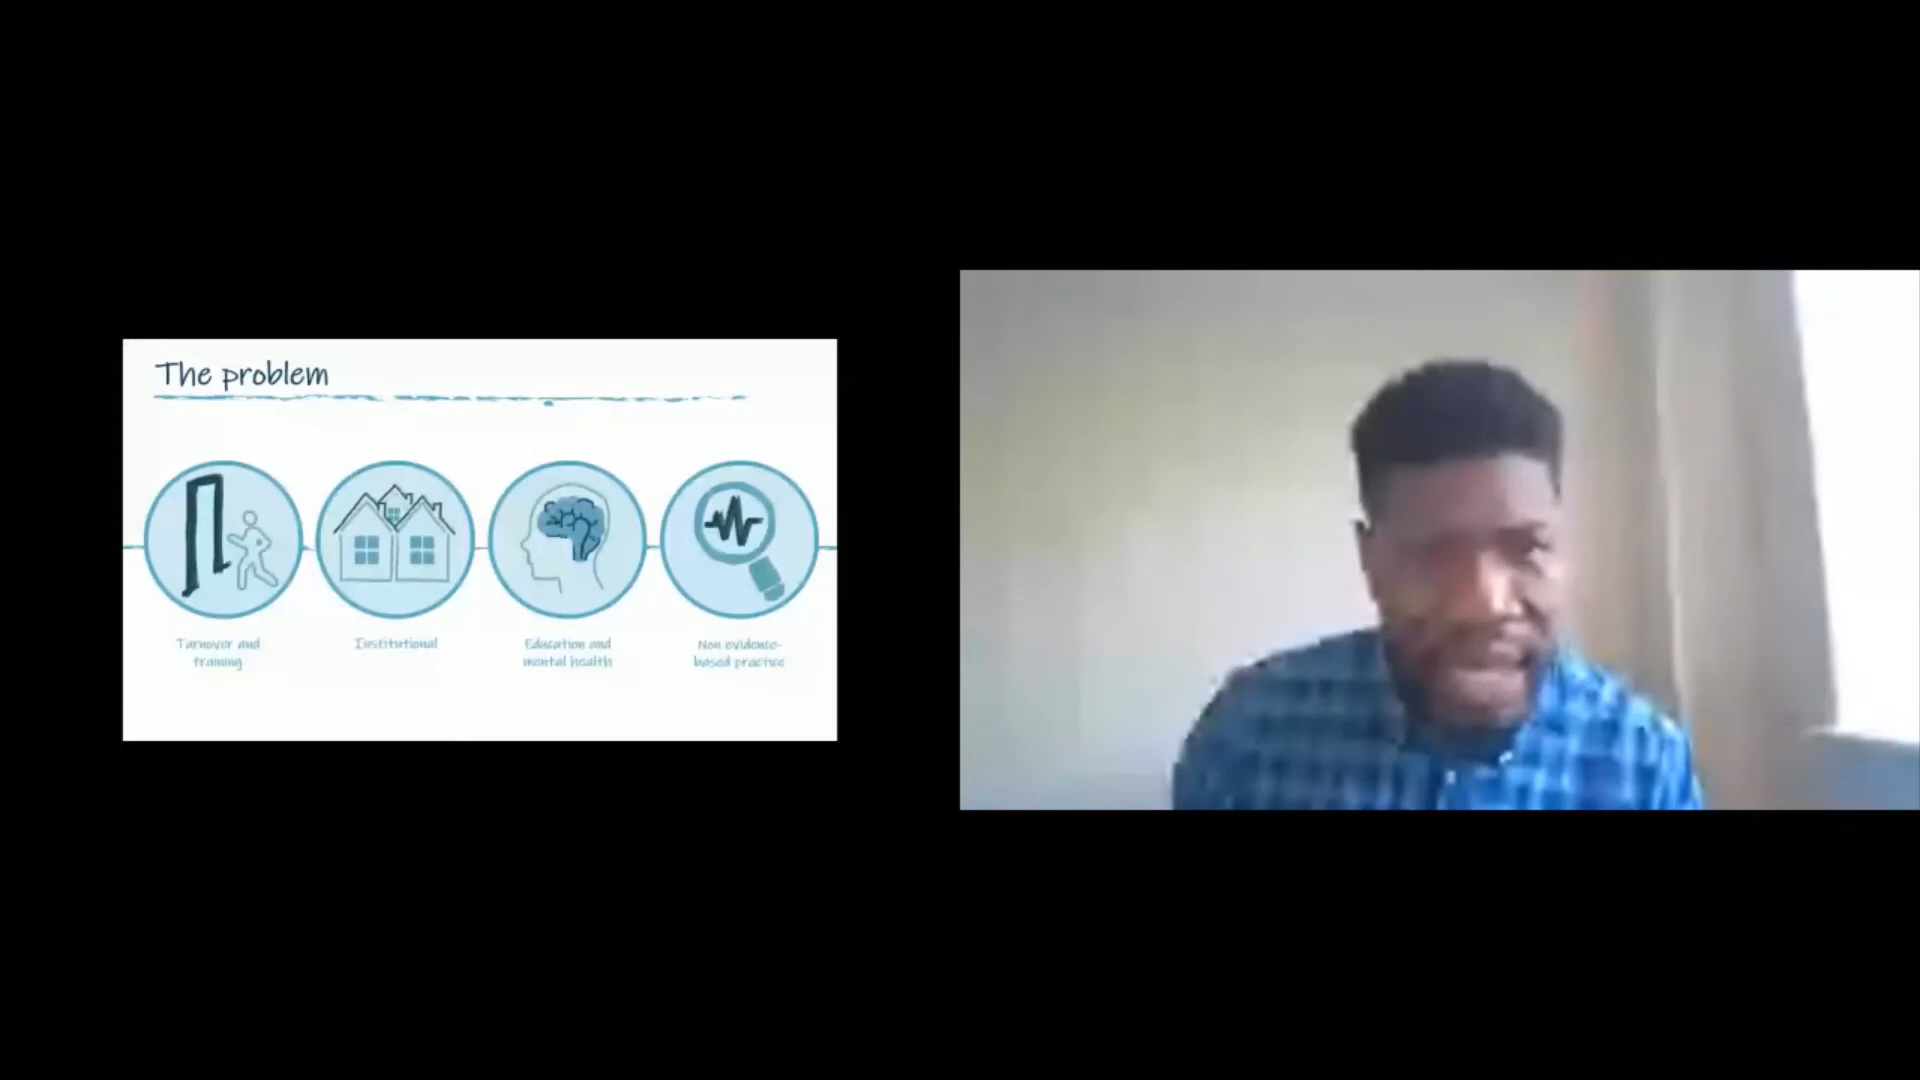 The problem
Turnover and
training
Institutional
Education and
mental health
Non evidence-
based practice